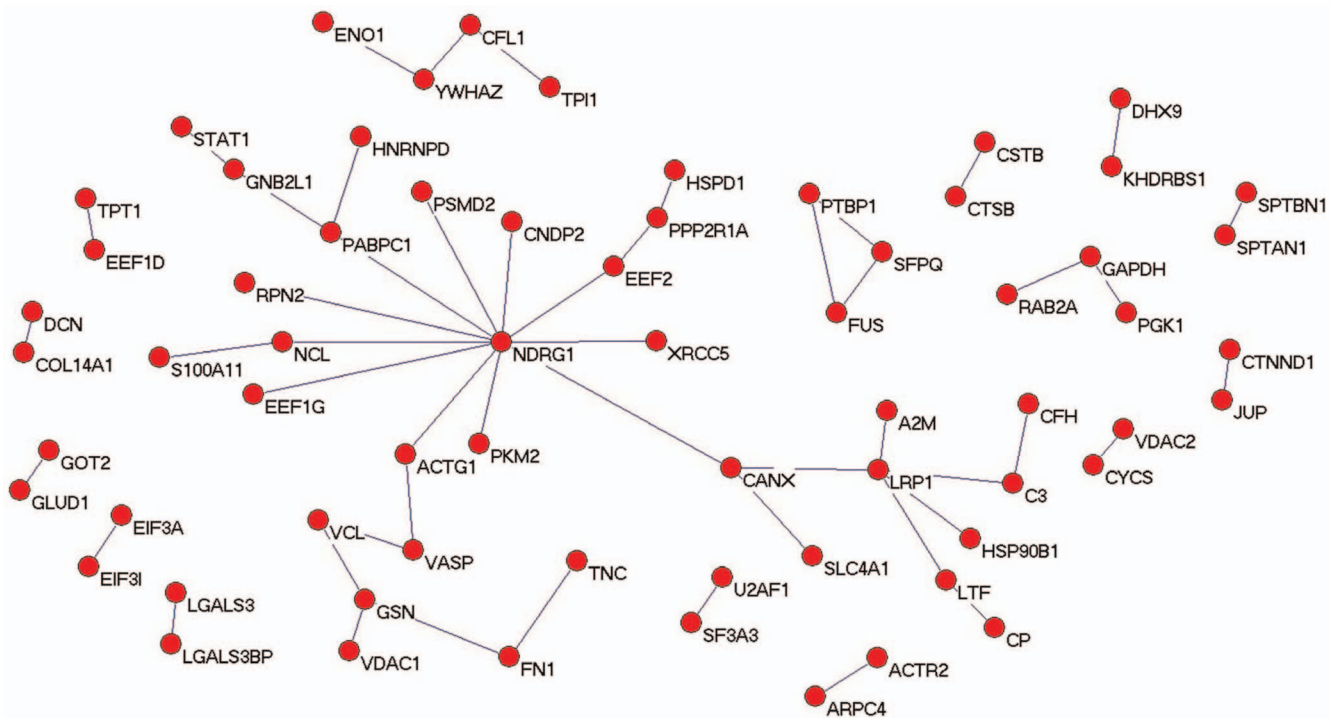 ENO1
CFL1
YWHAZ
TPI1
DHX9
STAT1
HNRNPD
CSTB
GNB2L1
HSPD1
KHDRBS1
PSMD2
PTBP1
CTSB
SPTBN1
TPT1
CNDP2
PPP2R1A
SPTAN1
PABPC1
EEF1D
SFPQ
GAPDH
EEF2
RPN2
RAB2A
DCN
FUS
PGK1
NCL
NDRG1
XRCC5
COL14A1
S100A11
CTNND1
EEF1G
JUP
A2M
CFH
VDAC2
GOT2
ACTG1
PKM2
CANX
LRP1
CYCS
GLUD1
C3
EIF3A
VCL
HSP90B1
VASP
SLC4A1
EIF3I
TNC
U2AF1
LTF
LGALS3
GSN
SF3A3
CP
LGALS3BP
VDAC1
FN1
ACTR2
ARPC4